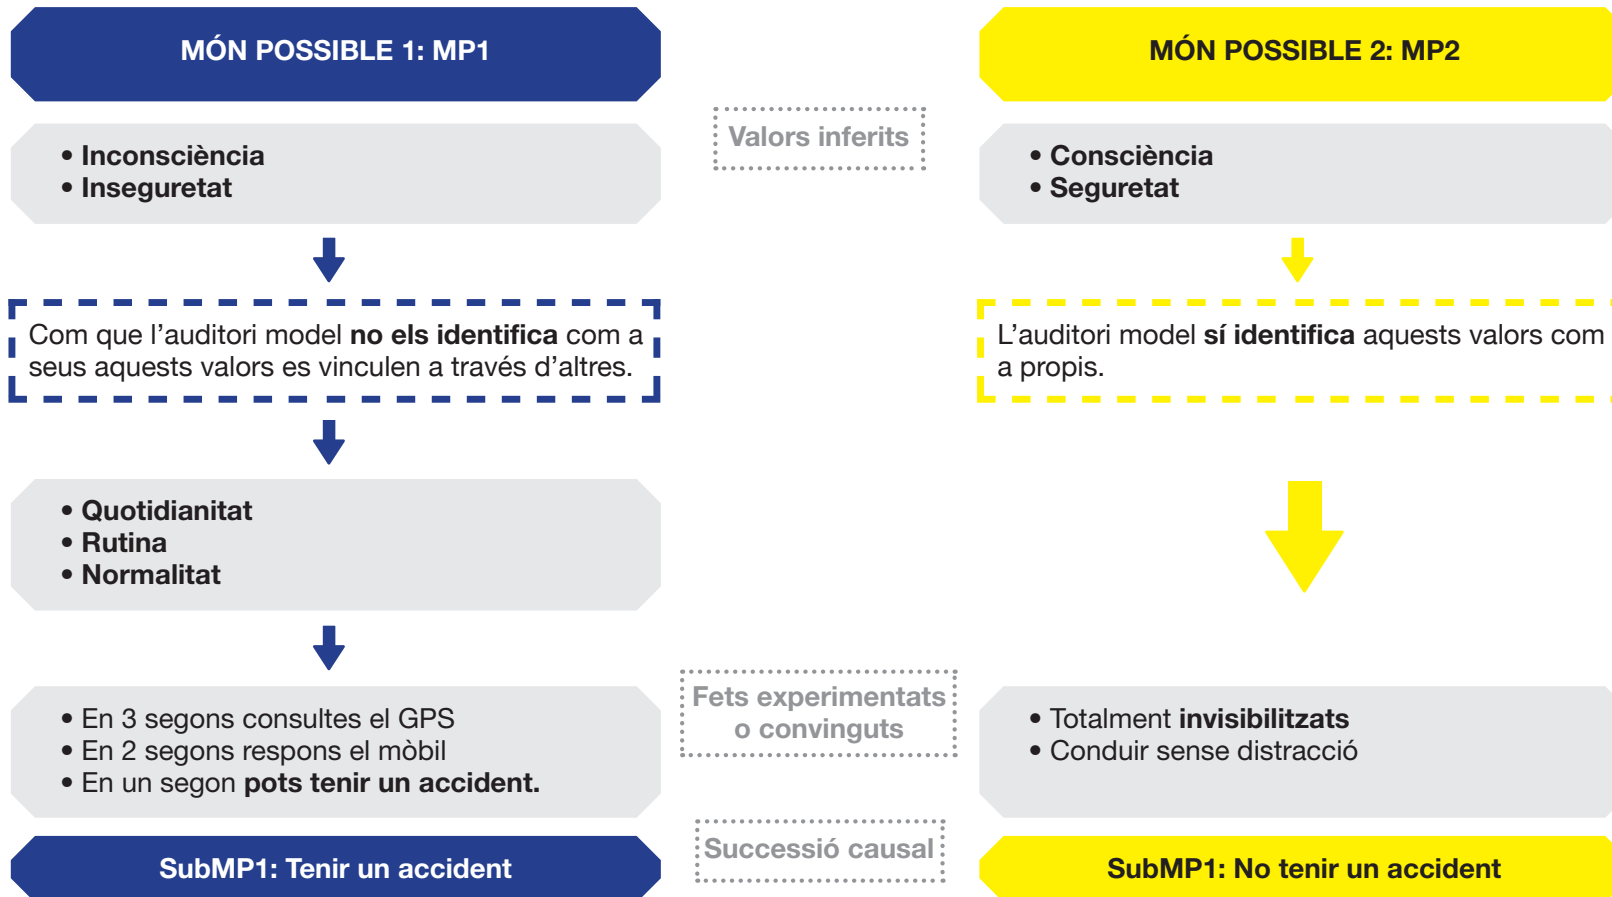 MÓN POSSIBLE 1: MP1
MÓN POSSIBLE 2: MP2
• Inconsciència
• Inseguretat
Valors inferits
• Consciència
• Seguretat
Com que l’auditori model no els identifica com a
seus aquests valors es vinculen a través d’altres.
L’auditori model sí identifica aquests valors com
a propis.
• Quotidianitat
• Rutina
• Normalitat
• En 3 segons consultes el GPS
• En 2 segons respons el mòbil
• En un segon pots tenir un accident.
Fets experimentats
o convinguts
• Totalment invisibilitzats
• Conduir sense distracció
SubMP1: Tenir un accident
Successió causal
SubMP1: No tenir un accident